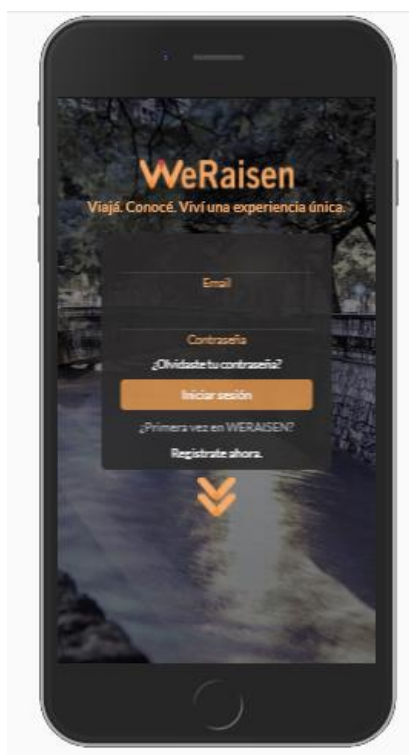 WeRaisen
Viajá. Conocé. Viví una experiencia única.
Email
Contraseña
¿Olvidaste tu contraseña?
Iniciar sesión
¿Primera vez en WERAISEN?
Registrate ahora.